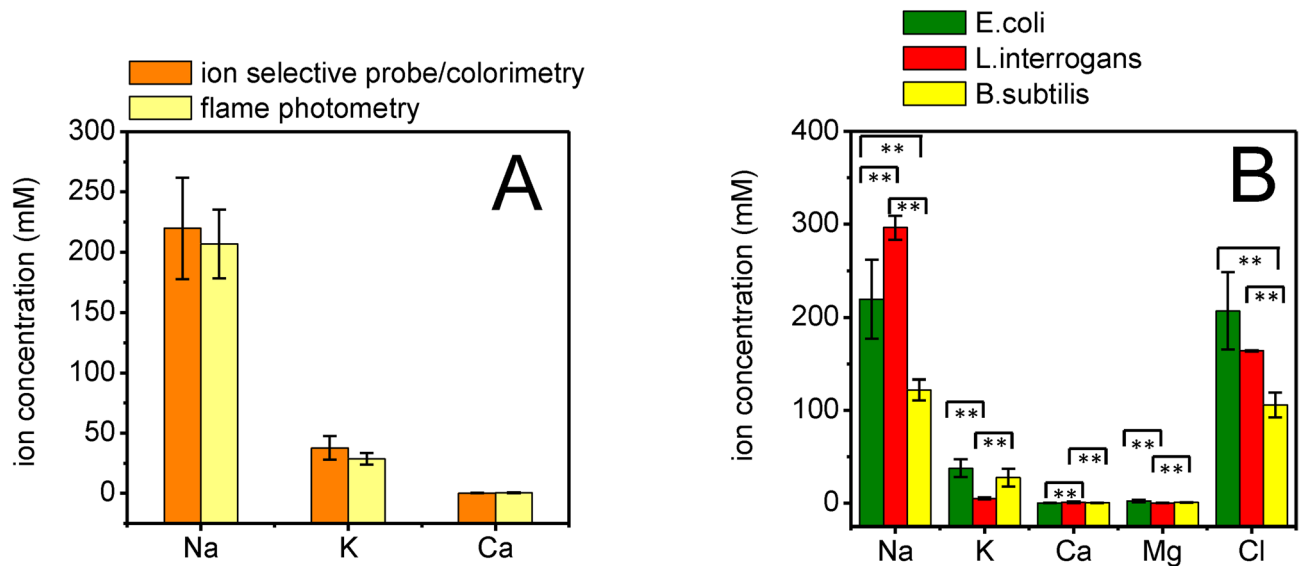 ion selective probe/colorimetry
flame photometry
A
ion concentration (mM)
300
250
200
150
100
50
0
Na K Ca
E.coli
L.interrogans
B.subtilis
B
ion concentration (mM)
400
300
200
100
0
**
**
**
**
**
**
**
**
**
**
**
**
Na K Ca Mg Cl